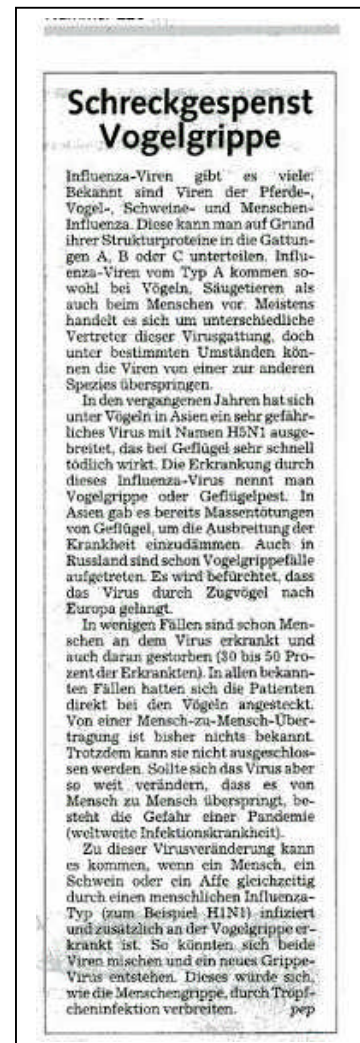 Schreckgespenst
Vogelgrippe
Influenza-Viren gibt es viele:
Bekannt sind Viren der Pferde-,
Vogel-, Schweine- und Menschen-
Influenza. Diese kann man auf Grund
ihrer Strukturproteine in die Gattun-
gen A, B oder C unterteilen. Influ-
enza-Viren vom Typ A kommen so-
wohl bei Vögeln, Säugetieren als
auch beim Menschen vor. Meistens
handelt es sich um unterschiedliche
Vertreter dieser Virusgattung, doch
unter bestimmten Umständen kön-
nen die Viren von einer zur anderen
Spezies überspringen.
In den vergangenen Jahren hat sich
unter Vögeln in Asien ein sehr gefähr-
liches Virus mit Namen H5N1 ausge-
breitet, das bei Geflügel sehr schnell
tödlich wirkt. Die Erkrankung durch
dieses Influenza-Virus nennt man
Vogelgrippe oder Geflügelpest. In
Asien gab es bereits Massentötungen
von Geflügel, um die Ausbreitung der
Krankheit einzudämmen. Auch in
Russland sind schon Vogelgrippefälle
aufgetreten. Es wird befürchtet, dass
das Virus durch Zugvögel nach
Europa gelangt.
In wenigen Fällen sind schon Men-
schen an dem Virus erkrankt und
auch daran gestorben (30 bis 50 Pro-
zent der Erkrankten). In allen bekann-
ten Fällen hatten sich die Patienten
direkt bei den Vögeln angesteckt.
Von einer Mensch-zu-Mensch-Über-
tragung ist bisher nichts bekannt.
Trotzdem kann sie nicht ausgeschlos-
sen werden. Sollte sich das Virus aber
so weit verändern, dass es von
Mensch zu Mensch überspringt, be-
steht die Gefahr einer Pandemie
(weltweite Infektionskrankheit).
Zu dieser Virusveränderung kann
es kommen, wenn ein Mensch, ein
Schwein oder ein Affe gleichzeitig
durch einen menschlichen Influenza-
Typ (zum Beispiel H1N1) infiziert
und zusätzlich an der Vogelgrippe er-
krankt ist. So könnten sich beide
Viren mischen und ein neues Grippe-
Virus entstehen. Dieses würde sich,
wie die Menschengrippe, durch Tröpf-
cheninfektion verbreiten. pep